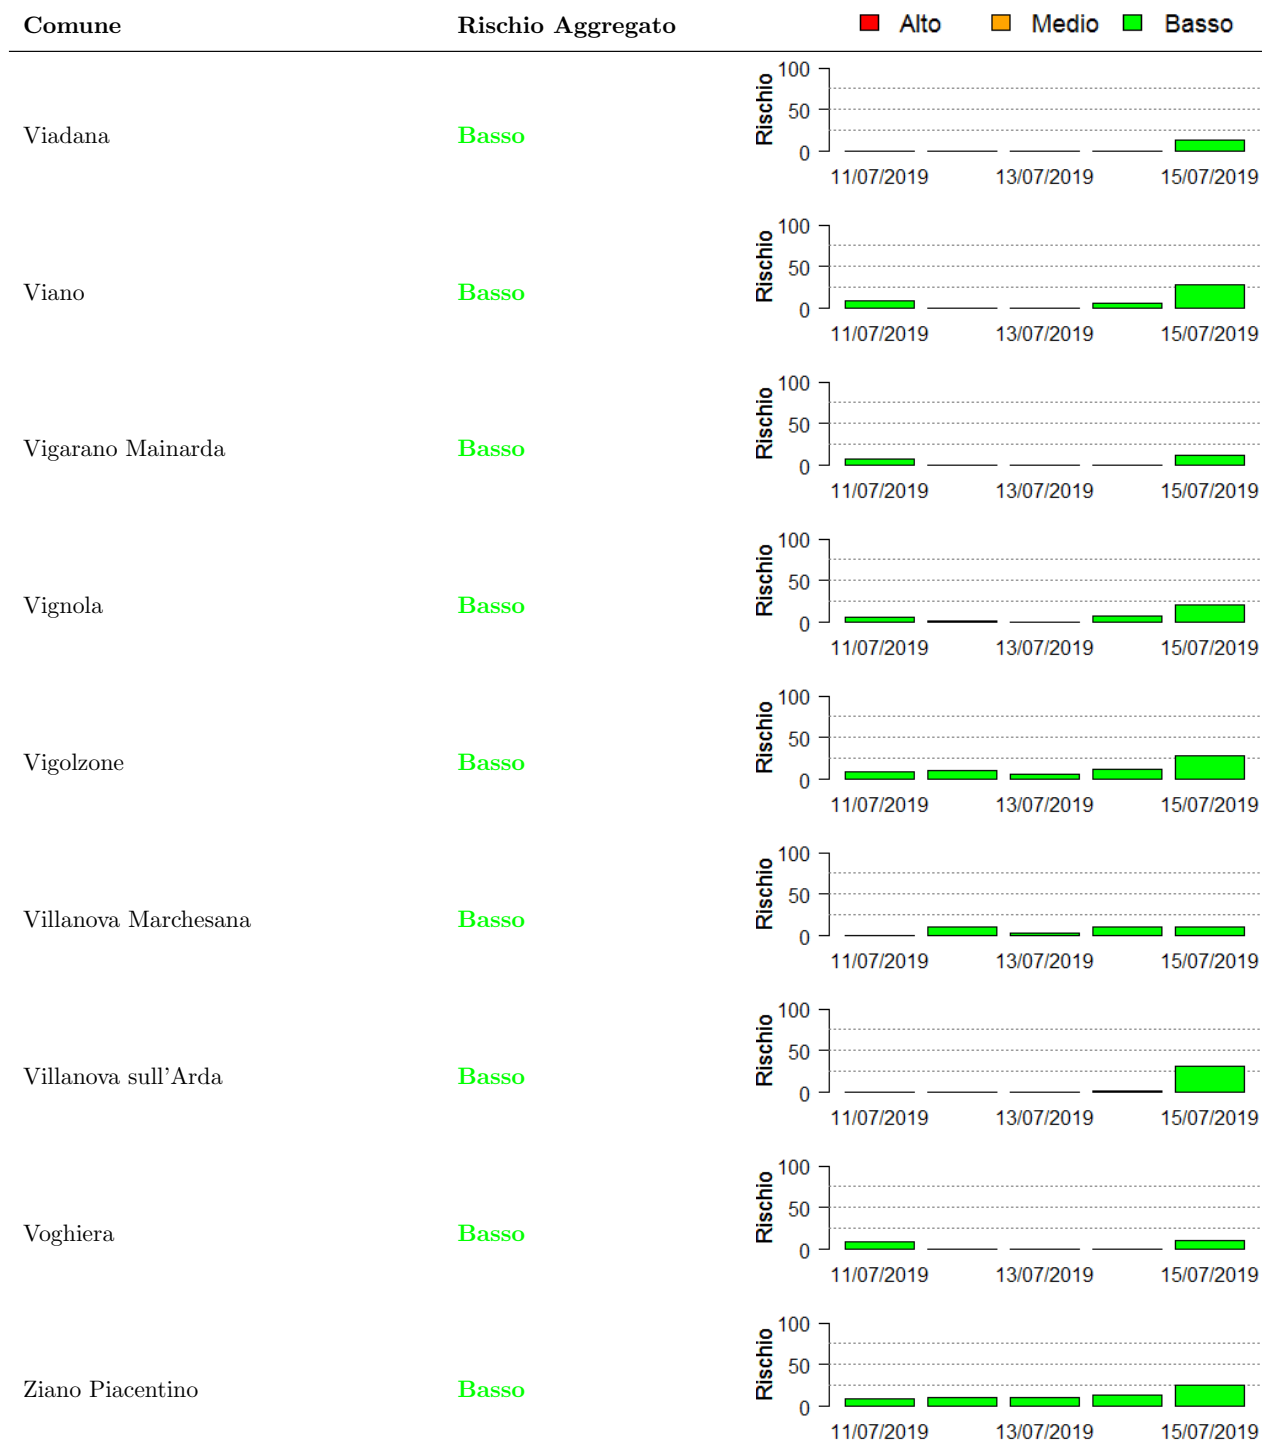 Comune Rischio Aggregato Alto Medio Basso
100
50
0
Rischio
Viadana Basso
11/07/2019 13/07/2019 15/07/2019
100
50
0
Rischio
Viano Basso
11/07/2019 13/07/2019 15/07/2019
100
50
0
Rischio
Vigarano Mainarda Basso
11/07/2019 13/07/2019 15/07/2019
100
50
0
Rischio
Vignola Basso
11/07/2019 13/07/2019 15/07/2019
100
50
0
Rischio
Vigolzone Basso
11/07/2019 13/07/2019 15/07/2019
100
50
0
Rischio
Villanova Marchesana Basso
11/07/2019 13/07/2019 15/07/2019
100
50
0
Rischio
Villanova sull'Arda Basso
11/07/2019 13/07/2019 15/07/2019
100
50
0
Rischio
Voghiera Basso
11/07/2019 13/07/2019 15/07/2019
100
50
0
Rischio
Ziano Piacentino Basso
11/07/2019 13/07/2019 15/07/2019